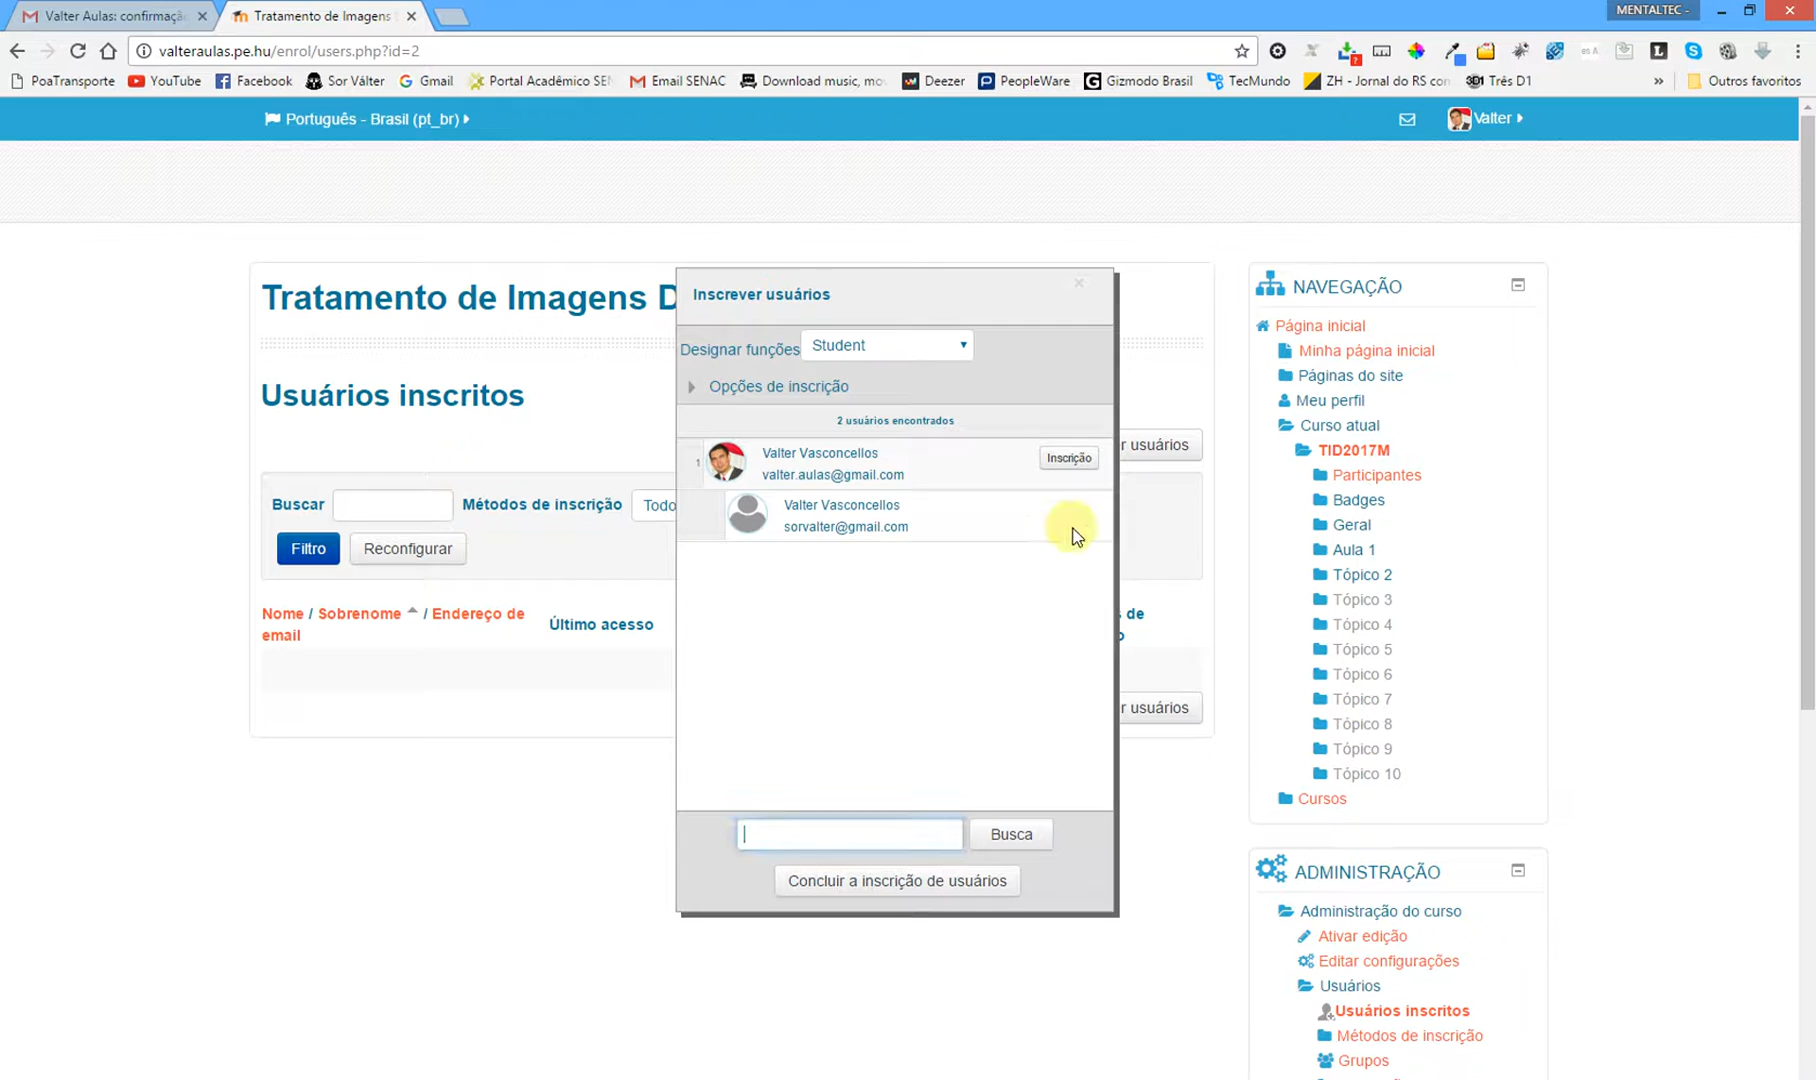 Valter Aulas: confirmaçã
Tratamento de Imagens
MENTALTEC -
valteraulas.pe.hu/enrol/users.php?id=2
PoaTransporte YouTube Facebook Sor Válter Gmail Portal Acadêmico SEN Email SENAC Download music, mov Deezer PeopleWare Gizmodo Brasil TecMundo ZH - Jornal do RS con Três D1 » Outros favoritos
Português - Brasil (pt_br)
Valter
Tratamento de Imagens D
Usuários inscritos
r usuários
Buscar Métodos de inscrição Todo
Filtro Reconfigurar
Nome / Sobrenome / Endereço de
email
Último acesso
s de
o
r usuários
Inscrever usuários
Designar funções Student
Opções de inscrição
2 usuários encontrados
1
Valter Vasconcellos
valter.aulas@gmail.com
Inscrição
Valter Vasconcellos
sorvalter@gmail.com
Busca
Concluir a inscrição de usuários
NAVEGAÇÃO
Página inicial
Minha página inicial
Páginas do site
Meu perfil
Curso atual
TID2017M
Participantes
Badges
Geral
Aula 1
Tópico 2
Tópico 3
Tópico 4
Tópico 5
Tópico 6
Tópico 7
Tópico 8
Tópico 9
Tópico 10
Cursos
ADMINISTRAÇÃO
Administração do curso
Ativar edição
Editar configurações
Usuários
Usuários inscritos
Métodos de inscrição
Grupos